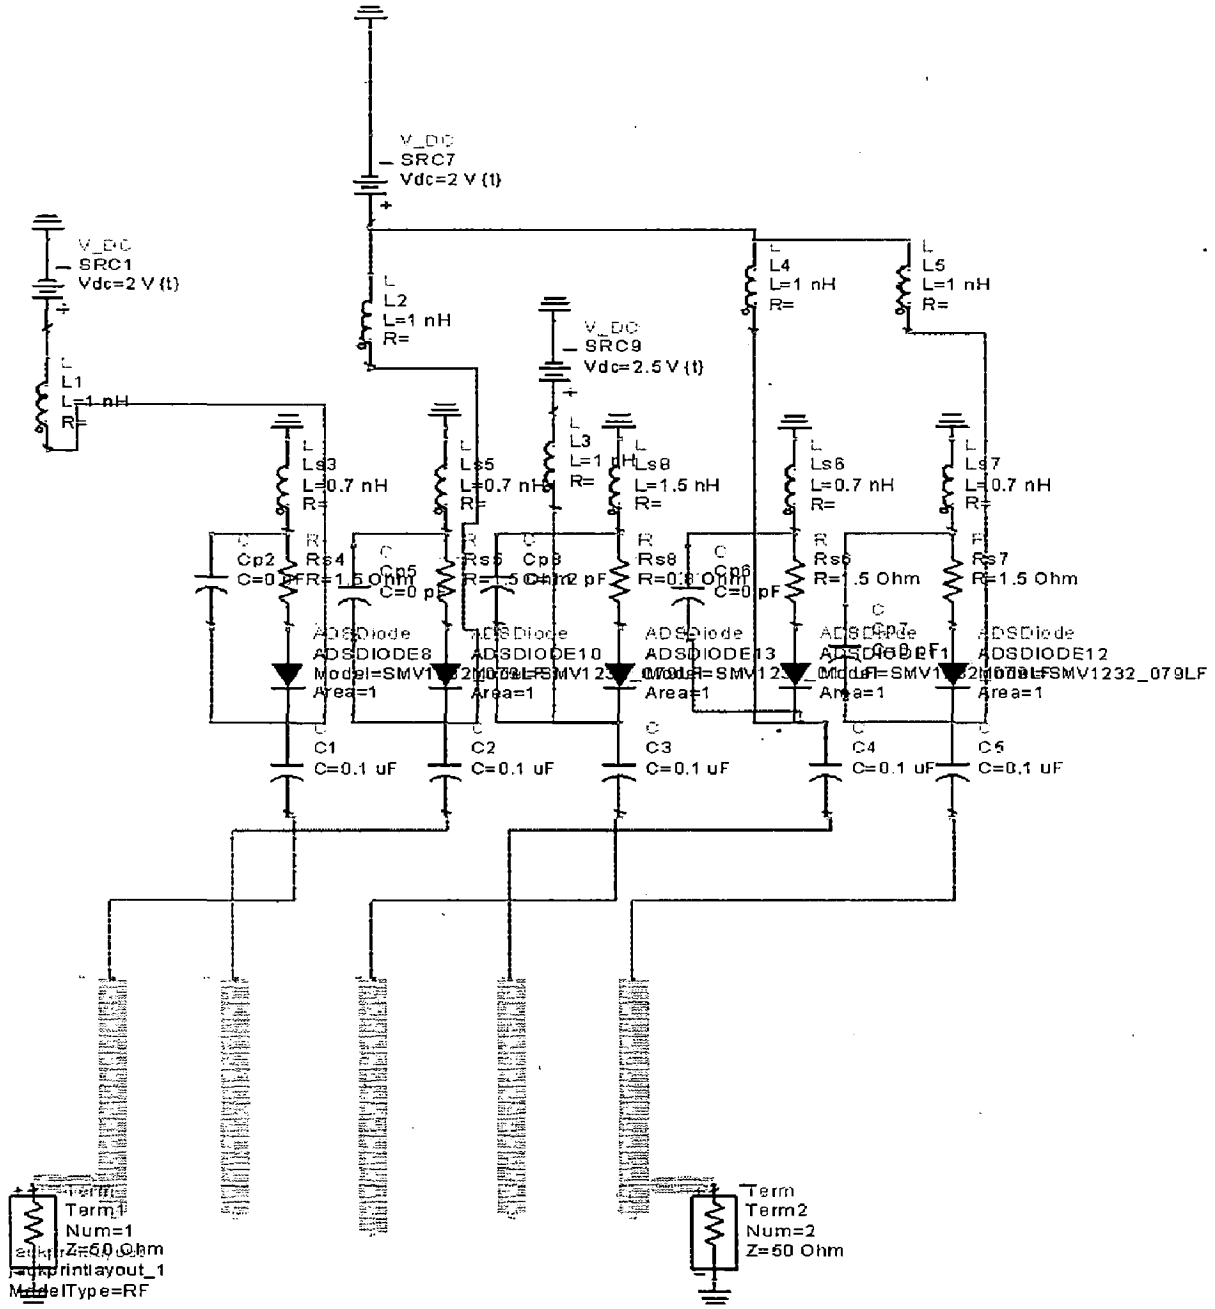 V_DC
SRC7
Vdc=2 V {t}
V_DC
SRC1
Vdc=2 V {t}
L
L1
L=1 nH
R=
L
L2
L=1 nH
R=
V_DC
SRC9
Vdc=2.5 V {t}
L
L4
L=1 nH
R=
L
L5
L=1 nH
R=
L
Ls3
L=0.7 nH
R=
L
Ls5
L=0.7 nH
R=
L
L3
L=1 nH
R=
Ls8
L=1.5 nH
R=
L
Ls6
L=0.7 nH
R=
L
Ls7
L=0.7 nH
R=
C
Cp2
C=0 pF
R
Rs4
R=1.5 Ohm
C
Cp5
C=0 pF
R
C
R
Rs8
C
Cp6
C=0 pF
R
Rs6
R=1.5 Ohm
R
Rs7
R=1.5 Ohm
C
Cp7
ADSDiode
ADSDIODE8
Area=1
ADSDiode
ADSDIODE10
Area=1
ADSDiode
ADSDIODE13
Area=1
Area=1
ADSDiode
ADSDIODE12
Model=SMV1232_079LF
Area=1
C
C1
C=0.1 uF
C
C2
C=0.1 uF
C
C3
C=0.1 uF
C
C4
C=0.1 uF
C
C=0.1 uF
Term
Term1
Num=1
Z=50 Ohm
ModelType=RF
Term
Term2
Num=2
Z=50 Ohm